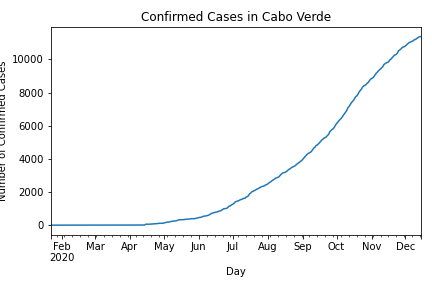 Confirmed Cases in Cabo Verde
Number of Confirmed Cases
10000
8000
6000
4000
2000
0
Feb Mar Apr May Jun Jul Aug Sep Oct Nov Dec
2020
Day